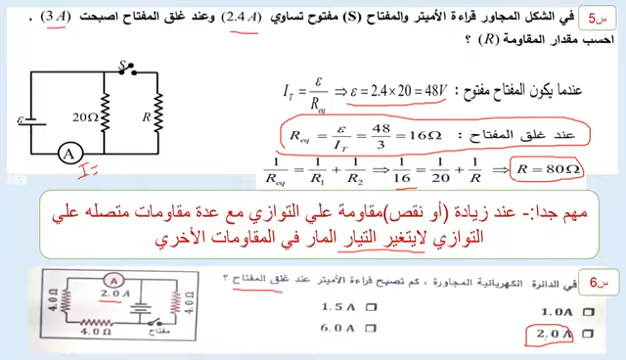 س5
في الشكل المجاور قراءة الأميتر والمفتاح (S) مفتوح تساوي (2.4 A) وعند غلق المفتاح اصبحت (3 A) ،
احسب مقدار المقاومة (R) ؟
S
ε
20Ω
R
A
I=
عندما يكون المفتاح مفتوح : I_T = ε/R_eq ⇒ ε = 2.4 × 20 = 48V
عند غلق المفتاح : R_eq = ε/I_T = 48/3 = 16Ω
1/R_eq = 1/R_1 + 1/R_2 ⇒ 1/16 = 1/20 + 1/R ⇒ R = 80Ω
مهم جدا:- عند زيادة (أو نقص)مقاومة علي التوازي مع عدة مقاومات متصله علي
التوازي لايتغير التيار المار في المقاومات الأخري
س6
في الدائرة الكهربائية المجاورة ، كم تصبح قراءة الأميتر عند غلق المفتاح ؟
1.0A
1.5 A
2.0 A
6.0 A
A
2.0 A
4.0 Ω
4.0 Ω
4.0 Ω
مفتاح